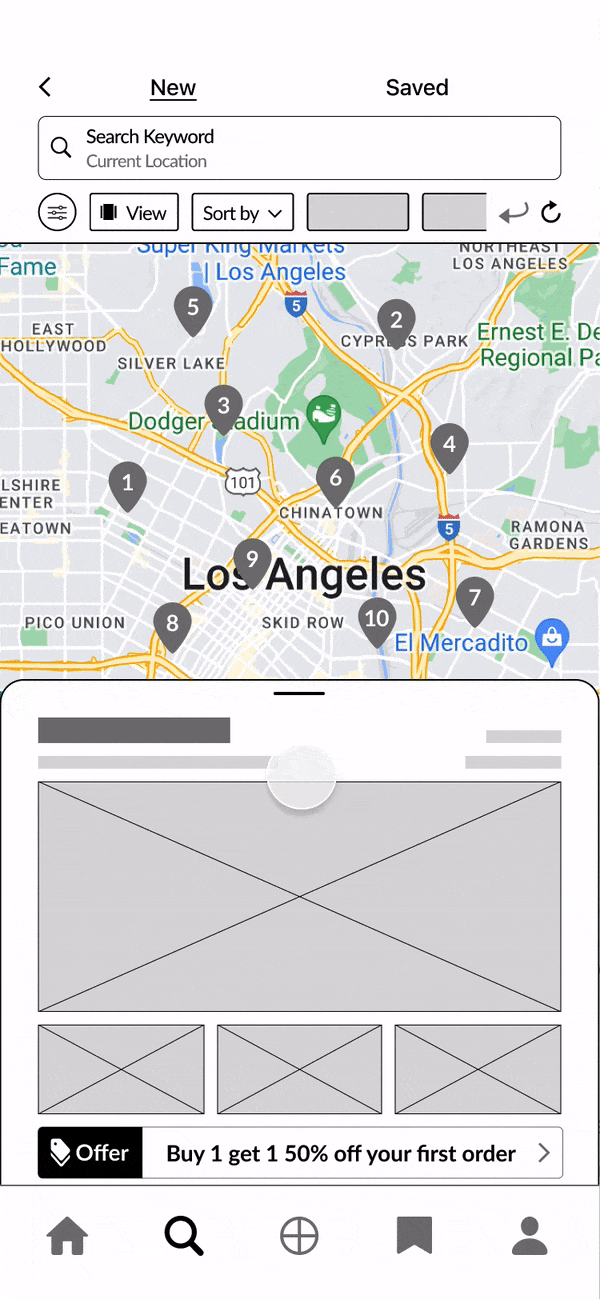 New
Saved
Search Keyword
Current Location
View
Sort by
Super King Markets
| Los Angeles
NORTHEAST
LOS ANGELES
Fame
5
5
2
EAST
HOLLYWOOD
CYPRESS PARK
Ernest E. De
Regional Pa
SILVER LAKE
3
Dodger Stadium
4
1
LSHIRE
ENTER
EATOWN
101
6
CHINATOWN
5
RAMONA
GARDENS
9
Los Angeles
7
PICO UNION
8
SKID ROW
10
El Mercadito
Offer
Buy 1 get 1 50% off your first order